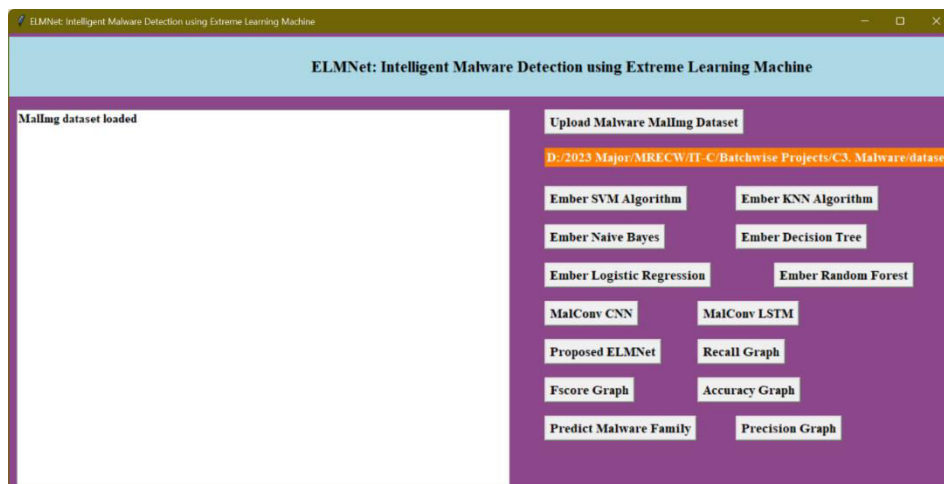 ELMNet: Intelligent Malware Detection using Extreme Learning Machine
ELMNet: Intelligent Malware Detection using Extreme Learning Machine
MalImg dataset loaded
Upload Malware MalImg Dataset
D:/2023 Major/MRECW/IT-C/Batchwise Projects/C3. Malware/datase
Ember SVM Algorithm Ember KNN Algorithm
Ember Naive Bayes Ember Decision Tree
Ember Logistic Regression Ember Random Forest
MalConv CNN MalConv LSTM
Proposed ELMNet Recall Graph
Fscore Graph Accuracy Graph
Predict Malware Family Precision Graph